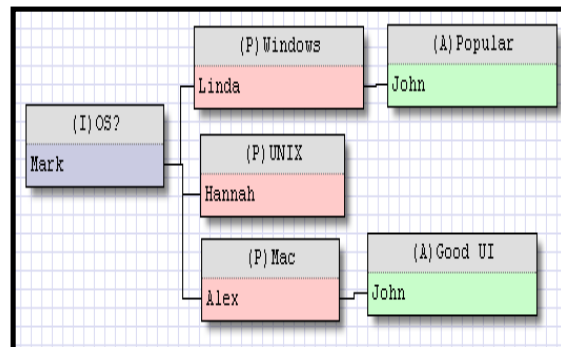 (I)OS?
Mark
(P)Windows
Linda
(A)Popular
John
(P)UNIX
Hannah
(P)Mac
Alex
(A)Good UI
John